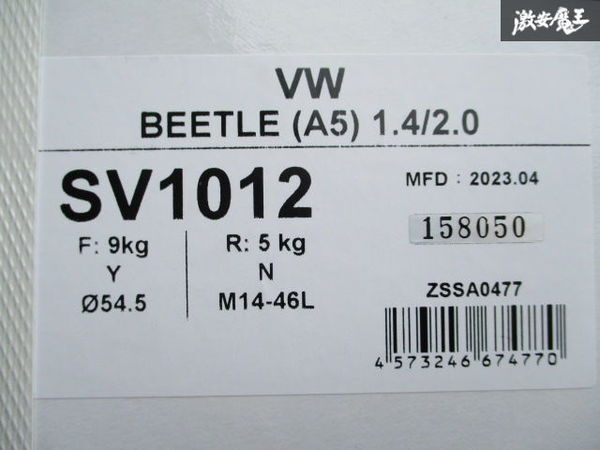 激安魔王
VW
BEETLE (A5) 1.4/2.0
SV1012
MFD : 2023.04
158050
F: 9kg
Y
Ø54.5
R: 5 kg
N
M14-46L
ZSSA0477
4 573246 674770